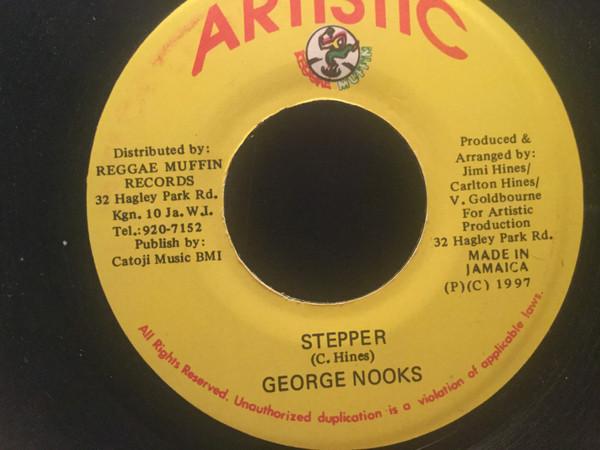 ARTISTIC
REGGAE MUFFIN
Distributed by:
REGGAE MUFFIN
RECORDS
32 Hagley Park Rd.
Kgn. 10 Ja. W.I.
Tel.:920-7152
Publish by:
Catoji Music BMI
Produced &
Arranged by:
Jimi Hines/
Carlton Hines/
V. Goldbourne
For Artistic
Production
32 Hagley Park Rd.
MADE IN
JAMAICA
(P)(C) 1997
STEPPER
(C. Hines)
GEORGE NOOKS
All Rights Reserved. Unauthorized duplication is a violation of applicable laws.